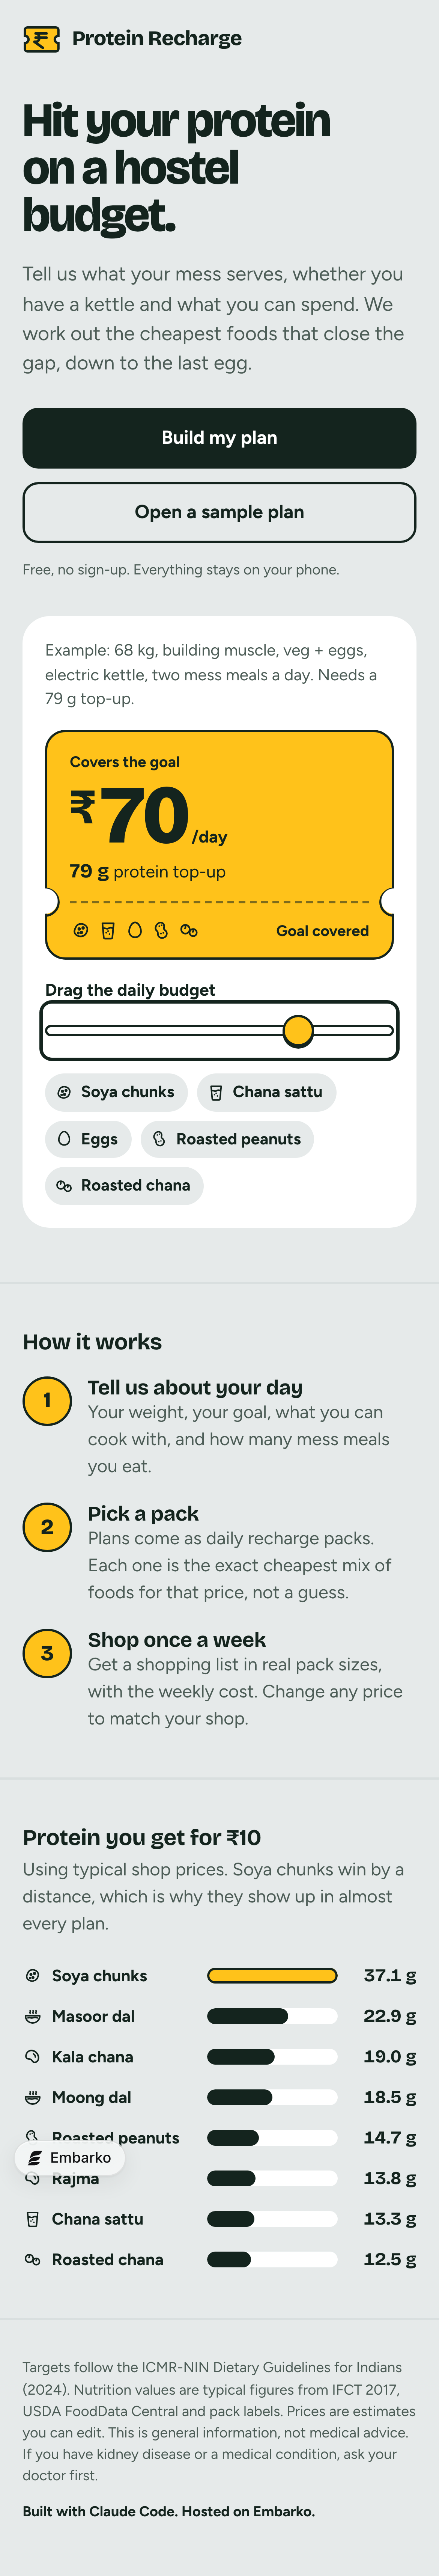 Protein Recharge
Hit your protein
on a hostel
budget.
Tell us what your mess serves, whether you
have a kettle and what you can spend. We
work out the cheapest foods that close the
gap, down to the last egg.
Build my plan
Open a sample plan
Free, no sign-up. Everything stays on your phone.
Example: 68 kg, building muscle, veg + eggs,
electric kettle, two mess meals a day. Needs a
79 g top-up.
Covers the goal
₹70/day
79 g protein top-up
Goal covered
Drag the daily budget
Soya chunks
Chana sattu
Eggs
Roasted peanuts
Roasted chana
How it works
1
Tell us about your day
Your weight, your goal, what you can
cook with, and how many mess meals
you eat.
2
Pick a pack
Plans come as daily recharge packs.
Each one is the exact cheapest mix of
foods for that price, not a guess.
3
Shop once a week
Get a shopping list in real pack sizes,
with the weekly cost. Change any price
to match your shop.
Protein you get for ₹10
Using typical shop prices. Soya chunks win by a
distance, which is why they show up in almost
every plan.
Soya chunks 37.1 g
Masoor dal 22.9 g
Kala chana 19.0 g
Moong dal 18.5 g
Roasted peanuts 14.7 g
Embarko
Rajma 13.8 g
Chana sattu 13.3 g
Roasted chana 12.5 g
Targets follow the ICMR-NIN Dietary Guidelines for Indians
(2024). Nutrition values are typical figures from IFCT 2017,
USDA FoodData Central and pack labels. Prices are estimates
you can edit. This is general information, not medical advice.
If you have kidney disease or a medical condition, ask your
doctor first.
Built with Claude Code. Hosted on Embarko.